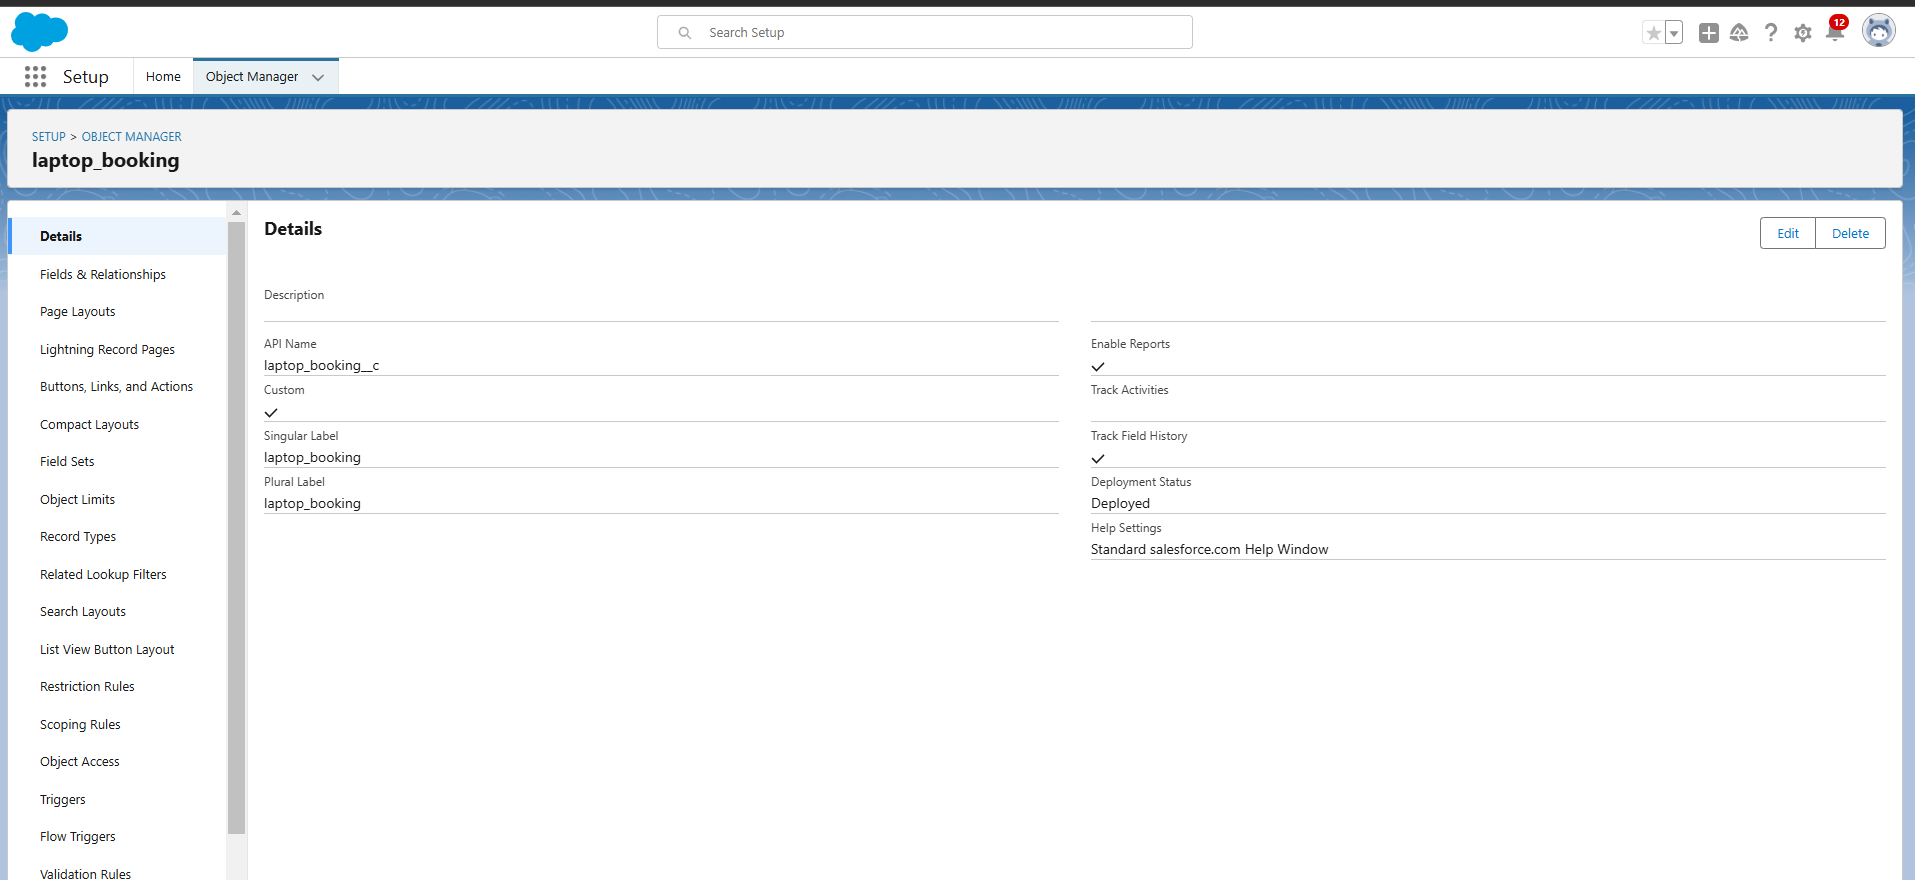 Search Setup
12
Setup
Home
Object Manager
SETUP > OBJECT MANAGER
laptop_booking
Details
Fields & Relationships
Page Layouts
Lightning Record Pages
Buttons, Links, and Actions
Compact Layouts
Field Sets
Object Limits
Record Types
Related Lookup Filters
Search Layouts
List View Button Layout
Restriction Rules
Scoping Rules
Object Access
Triggers
Flow Triggers
Validation Rules
Details
Edit
Delete
Description
API Name
laptop_booking__c
Custom
Singular Label
laptop_booking
Plural Label
laptop_booking
Enable Reports
Track Activities
Track Field History
Deployment Status
Deployed
Help Settings
Standard salesforce.com Help Window